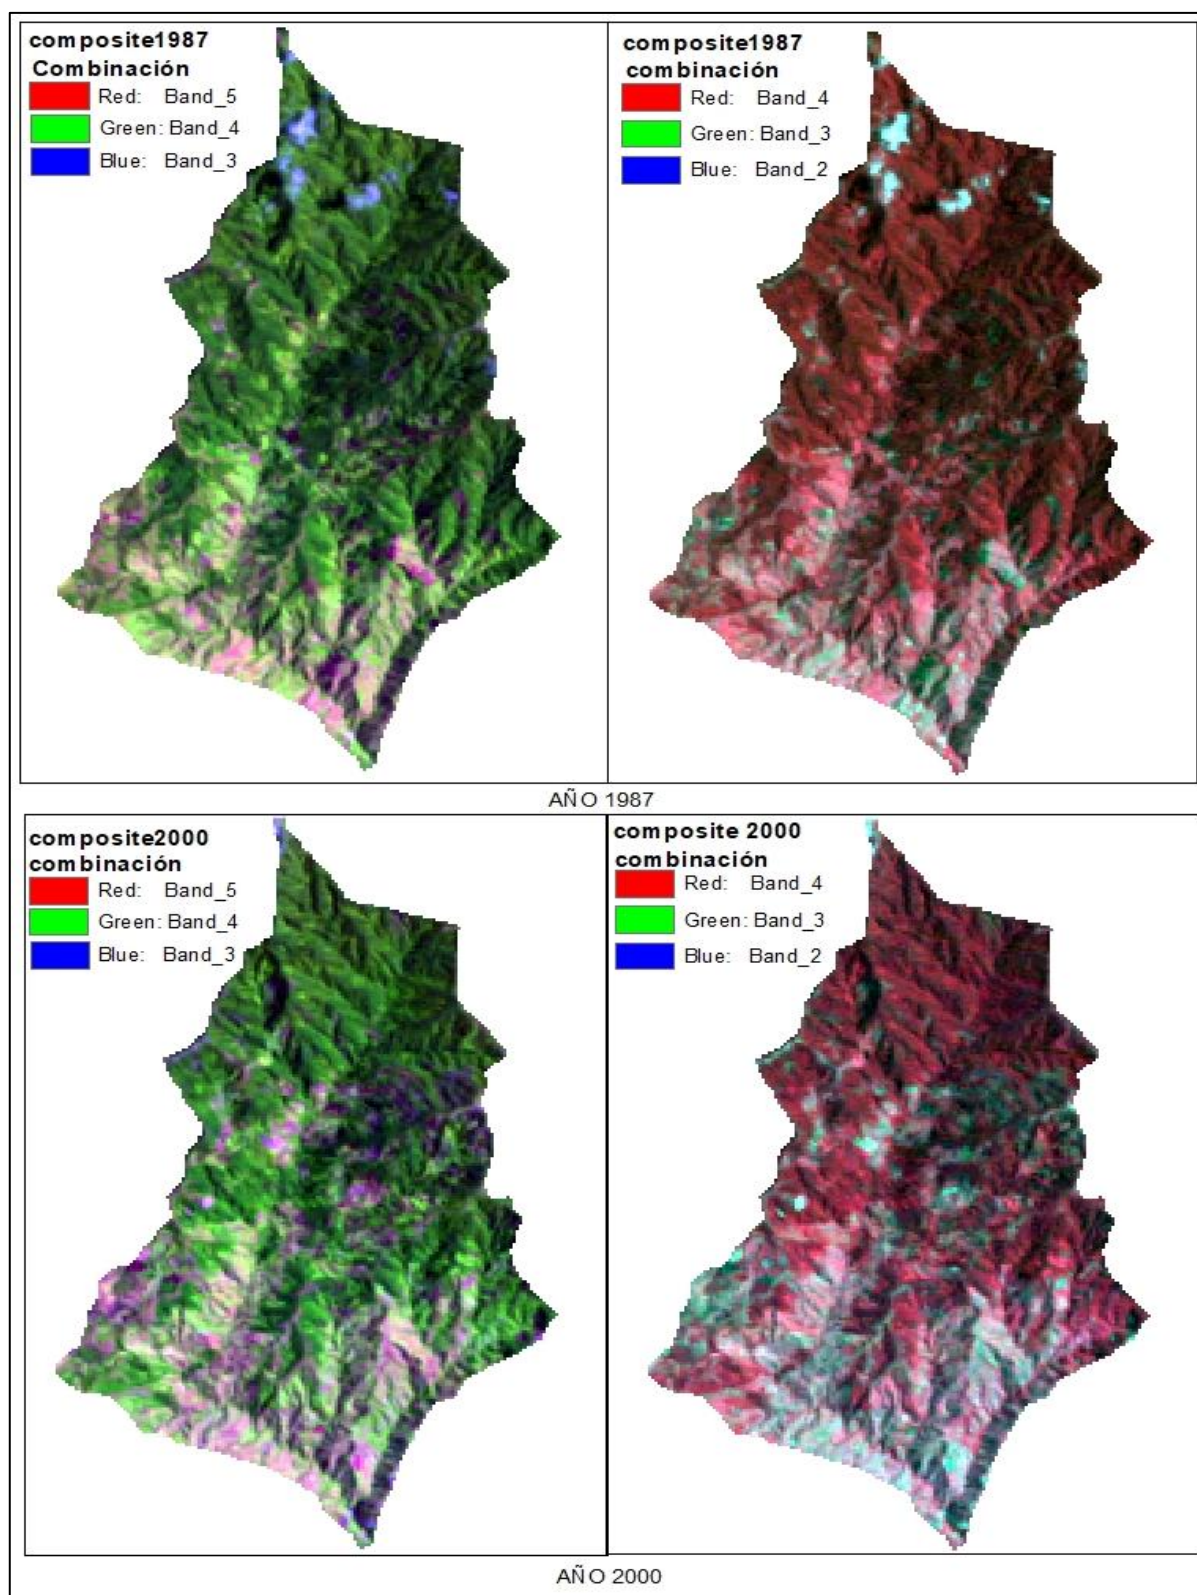 composite1987
Combinación
Red: Band_5
Green: Band_4
Blue: Band_3
composite1987
combinación
Red: Band_4
Green: Band_3
Blue: Band_2
AÑO 1987
composite2000
combinación
Red: Band_5
Green: Band_4
Blue: Band_3
composite 2000
combinación
Red: Band_4
Green: Band_3
Blue: Band_2
AÑO 2000